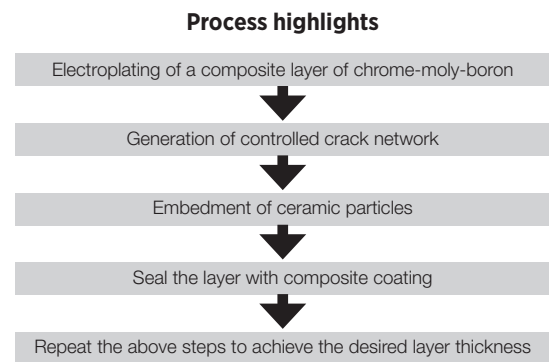 Process highlights
Electroplating of a composite layer of chrome-moly-boron
Generation of controlled crack network
Embedment of ceramic particles
Seal the layer with composite coating
Repeat the above steps to achieve the desired layer thickness